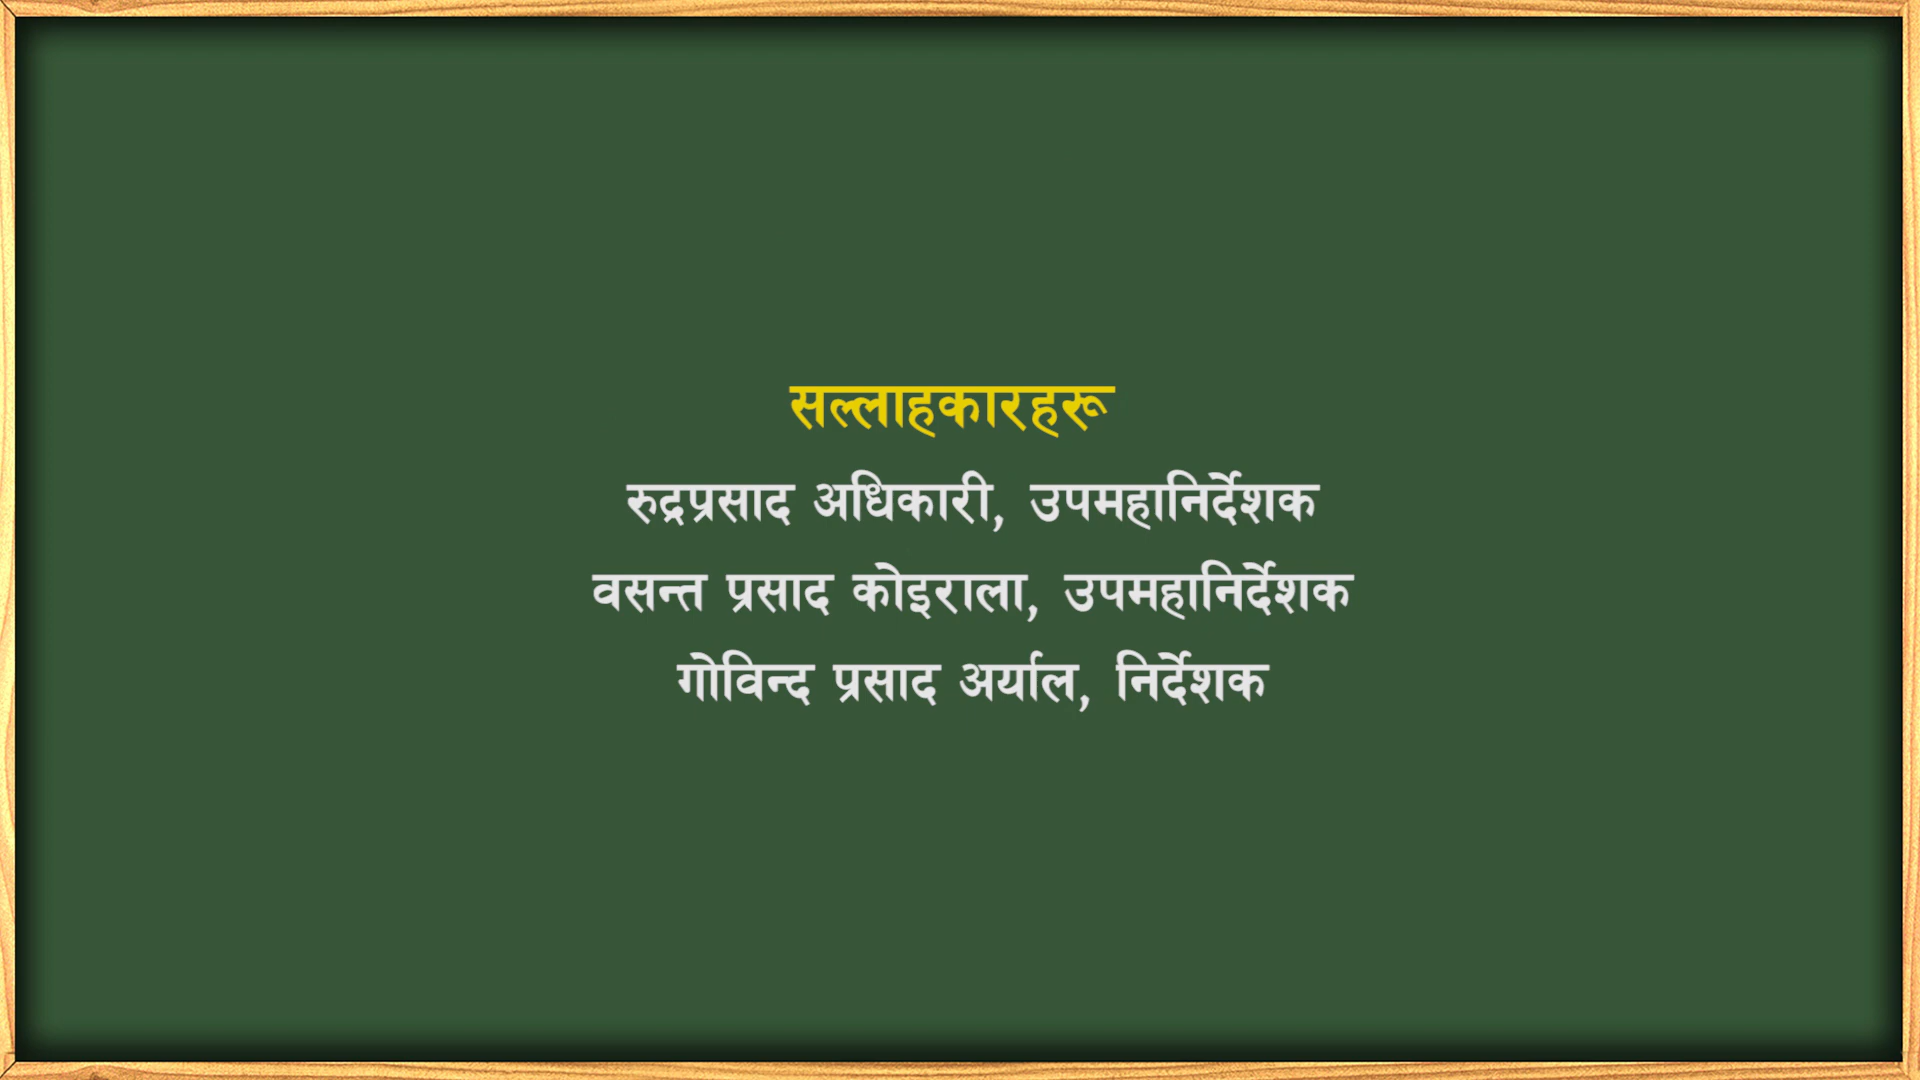 सल्लाहकारहरू
रुद्रप्रसाद अधिकारी, उपमहानिर्देशक
वसन्त प्रसाद कोइराला, उपमहानिर्देशक
गोविन्द प्रसाद अर्याल, निर्देशक